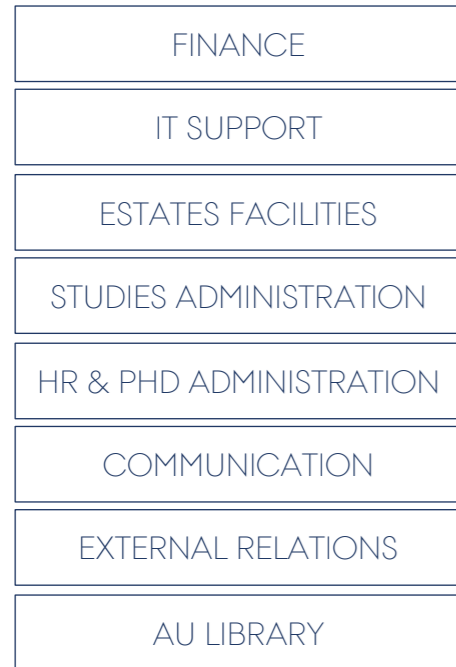 FINANCE
IT SUPPORT
ESTATES FACILITIES
STUDIES ADMINISTRATION
HR & PHD ADMINISTRATION
COMMUNICATION
EXTERNAL RELATIONS
AU LIBRARY